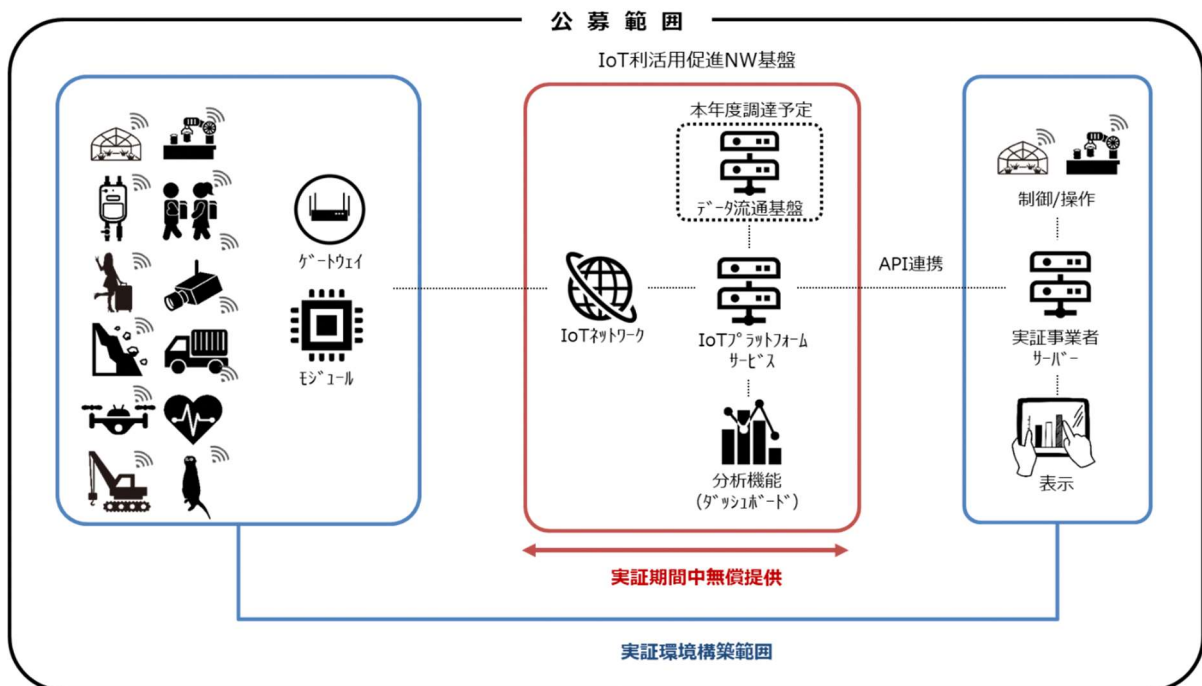 公募範囲
IoT利活用促進NW基盤
本年度調達予定
データ流通基盤
ｹﾞｰﾄｳｪｲ
ﾓｼﾞｭｰﾙ
IoTﾈｯﾄﾜｰｸ
IoTﾌﾟﾗｯﾄﾌｫｰﾑ
ｻｰﾋﾞｽ
分析機能
(ﾀﾞｯｼｭﾎﾞｰﾄﾞ)
API連携
制御/操作
実証事業者
ｻｰﾊﾞｰ
表示
実証期間中無償提供
実証環境構築範囲